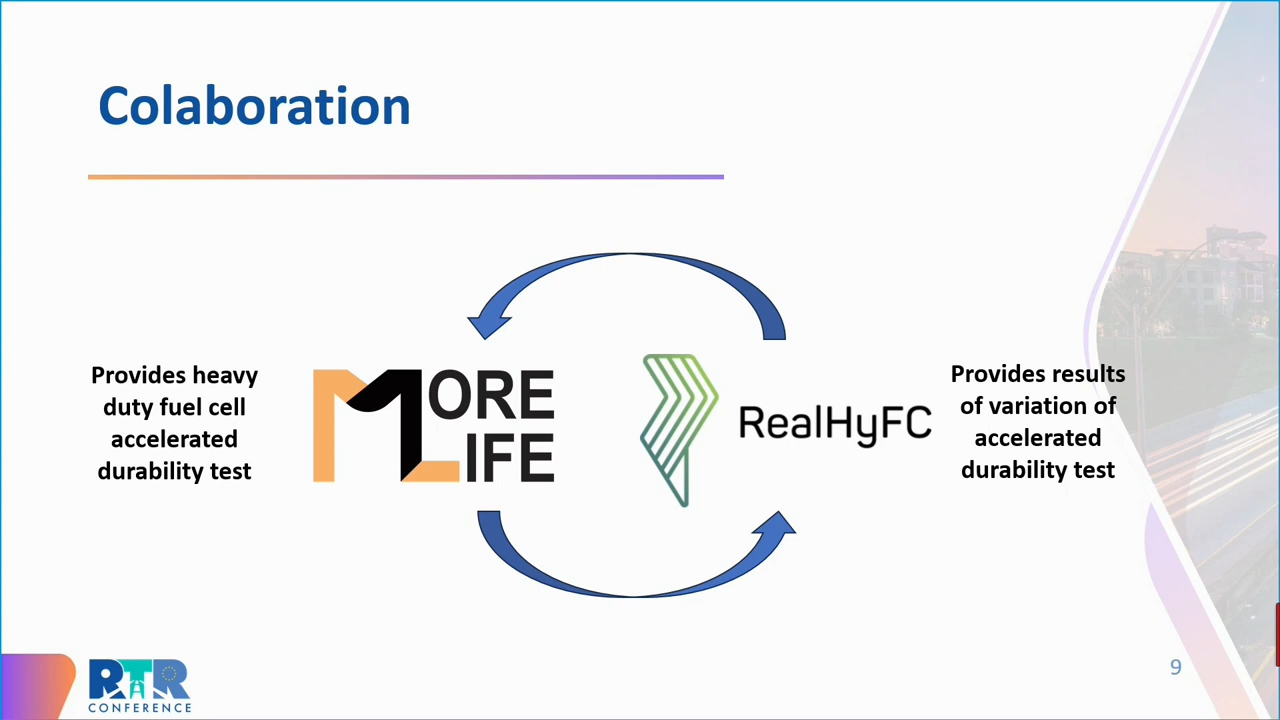 Colaboration
Provides heavy
duty fuel cell
accelerated
durability test
MORE
LIFE
RealHyFC
Provides results
of variation of
accelerated
durability test
RTR
CONFERENCE
9